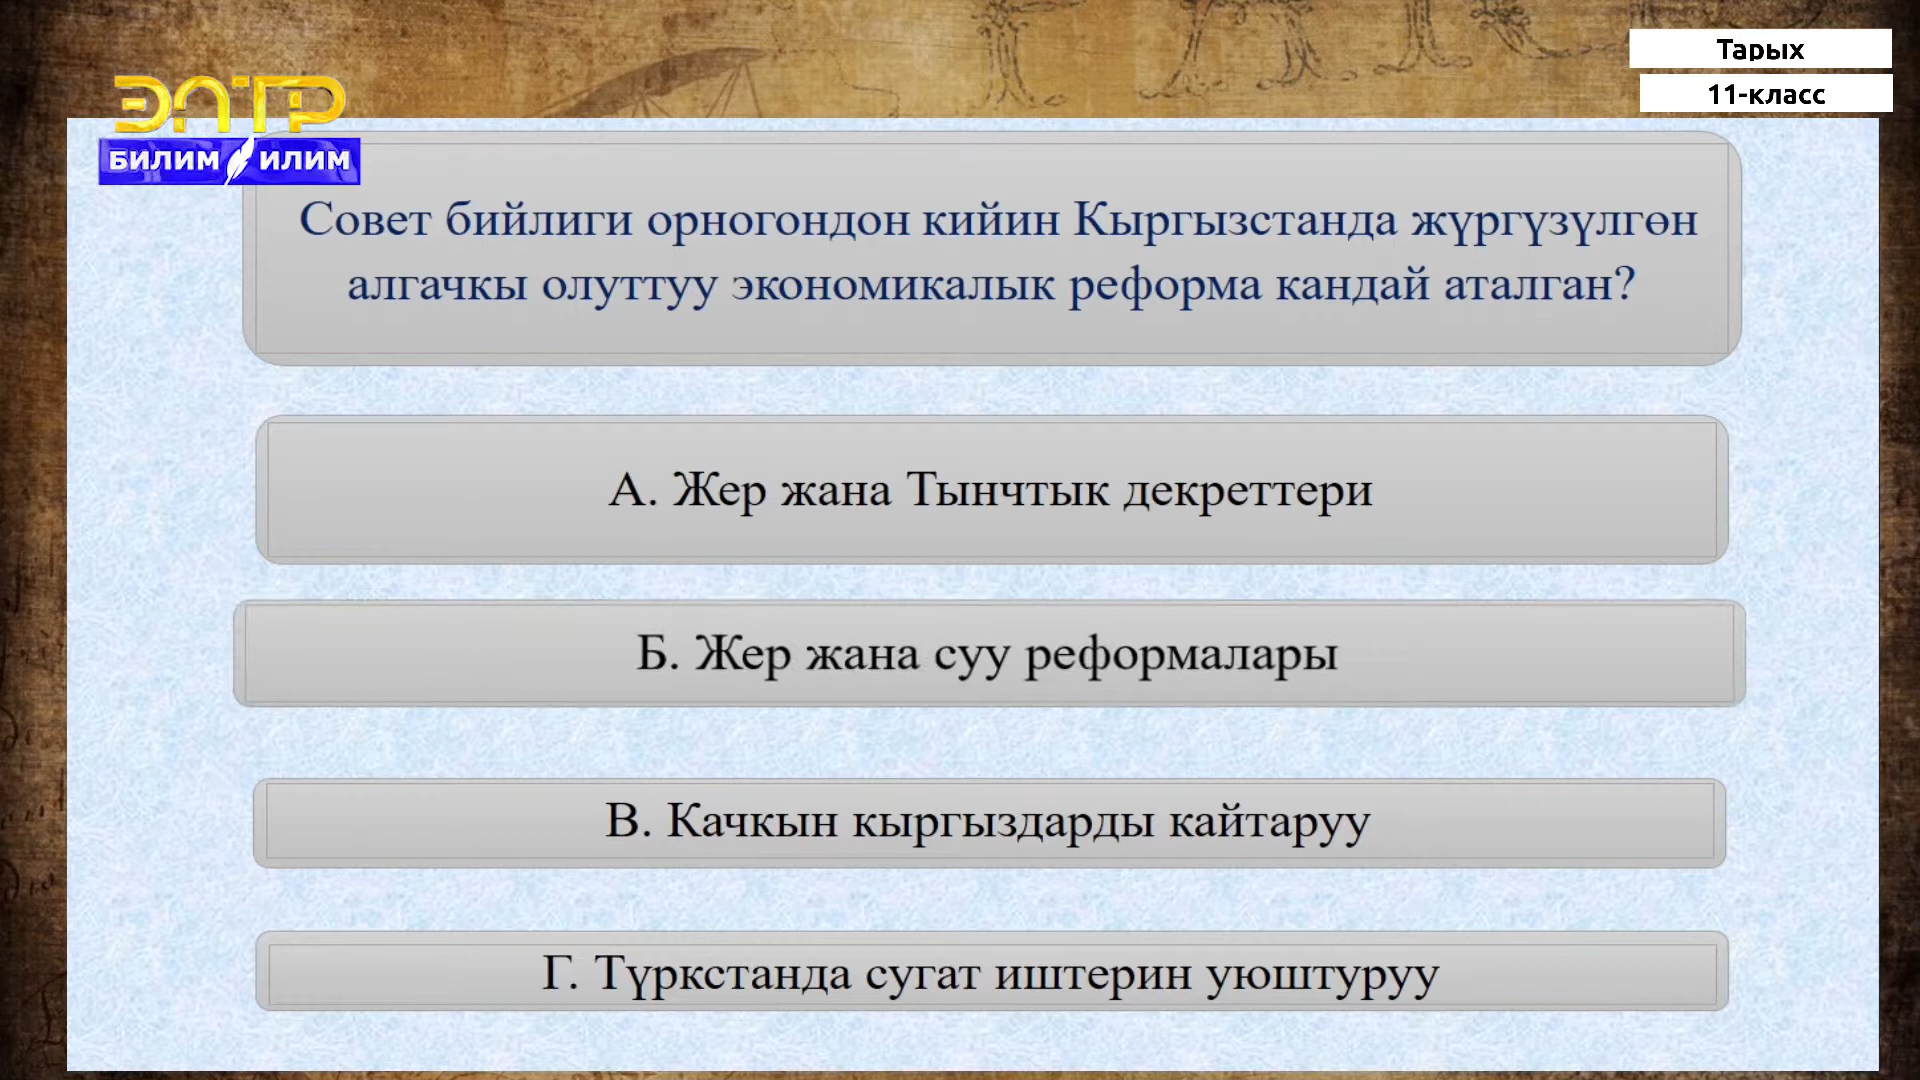 Тарых
11-класс
ЭЛТР
БИЛИМ ИЛИМ
Совет бийлиги орногондон кийин Кыргызстанда жүргүзүлгөн
алгачкы олуттуу экономикалык реформа кандай аталган?
А. Жер жана Тынчтык декреттери
Б. Жер жана суу реформалары
В. Качкын кыргыздарды кайтаруу
Г. Түркстанда сугат иштерин уюштуруу